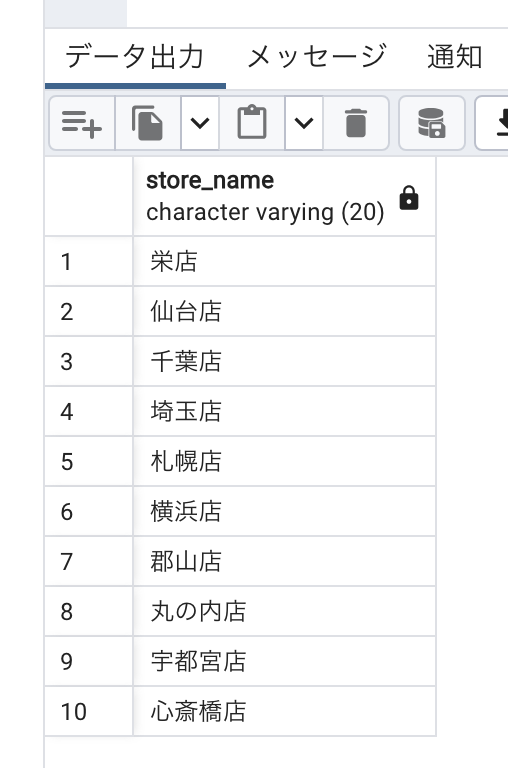 データ出力 メッセージ 通知
store_name
character varying (20)
1 栄店
2 仙台店
3 千葉店
4 埼玉店
5 札幌店
6 横浜店
7 郡山店
8 丸の内店
9 宇都宮店
10 心斎橋店